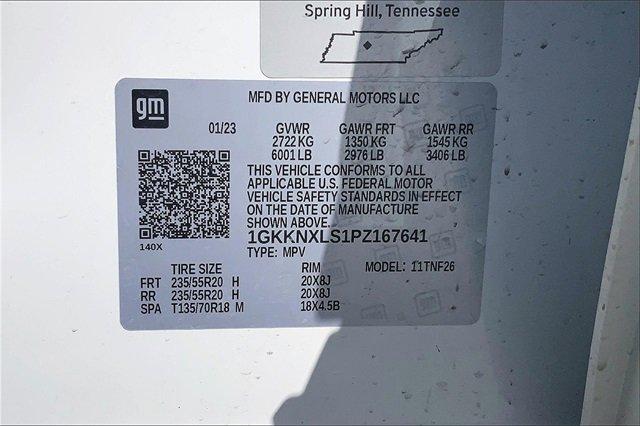 Spring Hill, Tennessee
gm
MFD BY GENERAL MOTORS LLC
01/23 GVWR GAWR FRT GAWR RR
2722 KG 1350 KG 1545 KG
6001 LB 2976 LB 3406 LB
THIS VEHICLE CONFORMS TO ALL
APPLICABLE U.S. FEDERAL MOTOR
VEHICLE SAFETY STANDARDS IN EFFECT
ON THE DATE OF MANUFACTURE
SHOWN ABOVE.
140X
1GKKNXLS1PZ167641
TYPE: MPV
TIRE SIZE RIM MODEL: 11TNF26
FRT 235/55R20 H 20X8J
RR 235/55R20 H 20X8J
SPA T135/70R18 M 18X4.5B